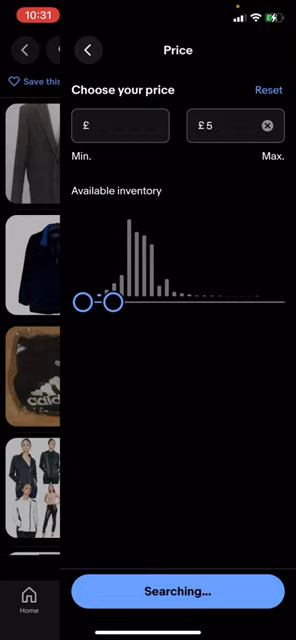 10:31
Price
Save this
Choose your price
Reset
£
£ 5
Min.
Max.
Available inventory
adidas
Searching...
Home